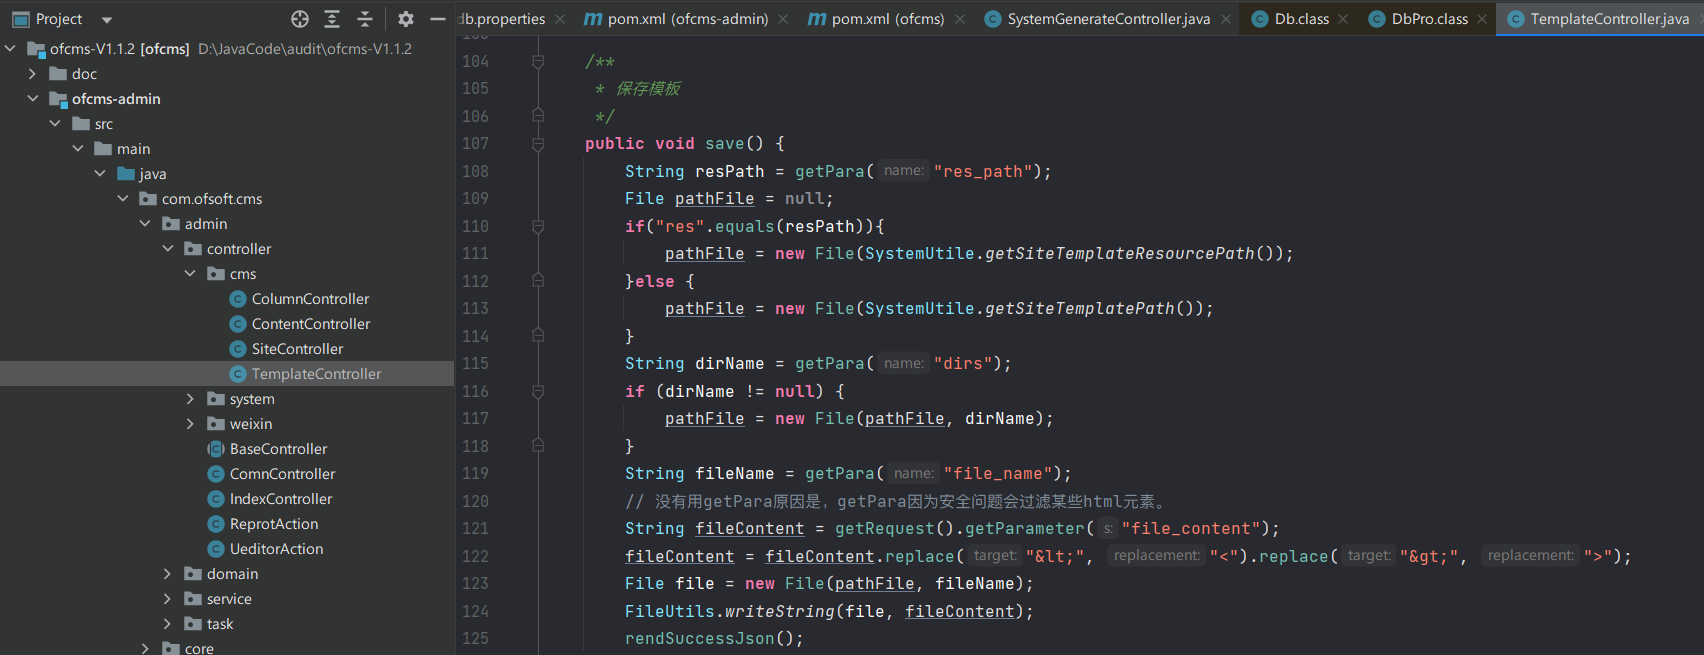 Project
db.properties
pom.xml (ofcms-admin)
pom.xml (ofcms)
SystemGenerateController.java
Db.class
DbPro.class
TemplateController.java
ofcms-V1.1.2 [ofcms] D:\JavaCode\audit\ofcms-V1.1.2
doc
ofcms-admin
src
main
java
com.ofsoft.cms
admin
controller
cms
ColumnController
ContentController
SiteController
TemplateController
system
weixin
BaseController
ComnController
IndexController
ReprotAction
UeditorAction
domain
service
task
core
104 /**
105 * 保存模板
106 */
107 public void save() {
108 String resPath = getPara( name: "res_path");
109 File pathFile = null;
110 if("res".equals(resPath)){
111 pathFile = new File(SystemUtile.getSiteTemplateResourcePath());
112 }else {
113 pathFile = new File(SystemUtile.getSiteTemplatePath());
114 }
115 String dirName = getPara( name: "dirs");
116 if (dirName != null) {
117 pathFile = new File(pathFile, dirName);
118 }
119 String fileName = getPara( name: "file_name");
120 // 没有用getPara原因是，getPara因为安全问题会过滤某些html元素。
121 String fileContent = getRequest().getParameter( s: "file_content");
122 fileContent = fileContent.replace( target: "&lt;", replacement: "<").replace( target: "&gt;", replacement: ">");
123 File file = new File(pathFile, fileName);
124 FileUtils.writeString(file, fileContent);
125 rendSuccessJson();